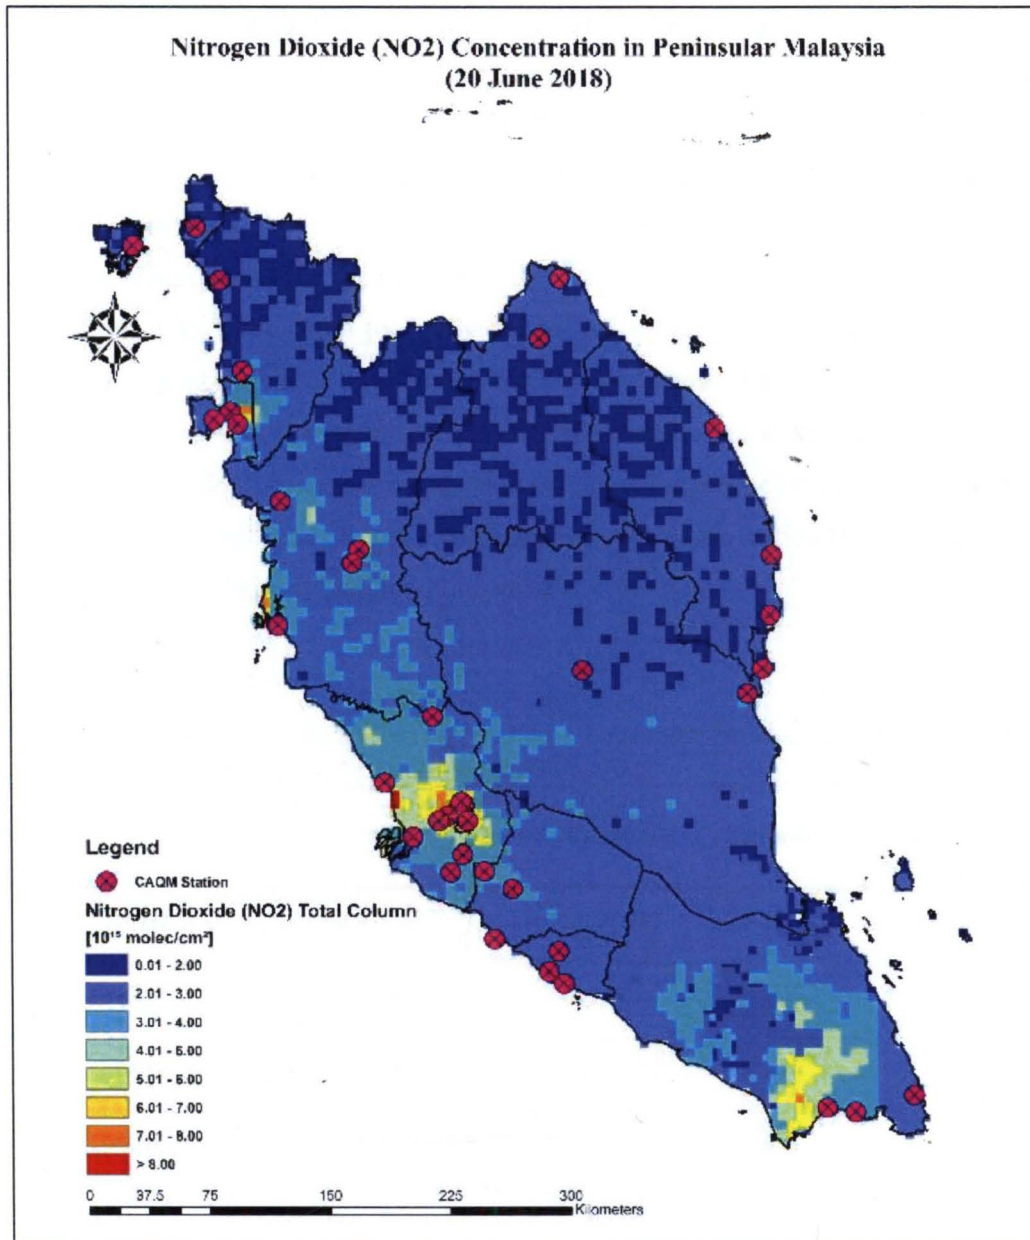 Nitrogen Dioxide (NO2) Concentration in Peninsular Malaysia
(20 June 2018)
Legend
CAQM Station
Nitrogen Dioxide (NO2) Total Column
[10¹⁵ molec/cm²]
0.01 - 2.00
2.01 - 3.00
3.01 - 4.00
4.01 - 5.00
5.01 - 6.00
6.01 - 7.00
7.01 - 8.00
> 8.00
0 37.5 75 150 225 300
Kilometers